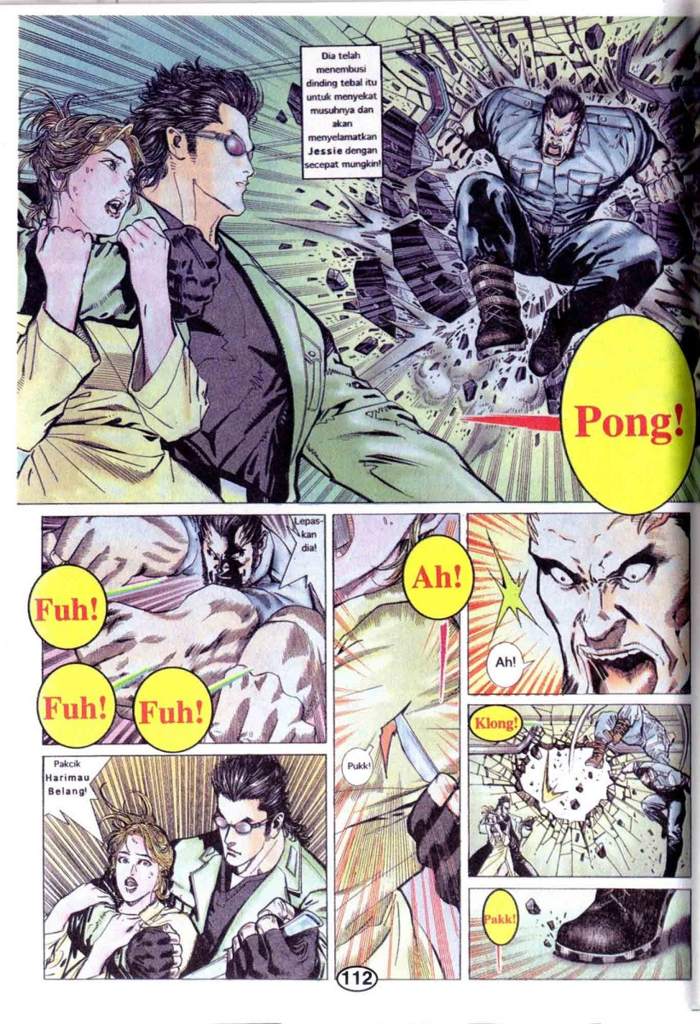 Dia telah
menembusi
dinding tebal itu
untuk menyekat
musuhnya dan
akan
menyelamatkan
Jessie dengan
secepat mungkin!
Pong!
Lepas-
kan
dia!
Fuh!
Fuh!
Fuh!
Ah!
Pukk!
Ah!
Klong!
Pakcik
Harimau
Belang!
Pakk!
112